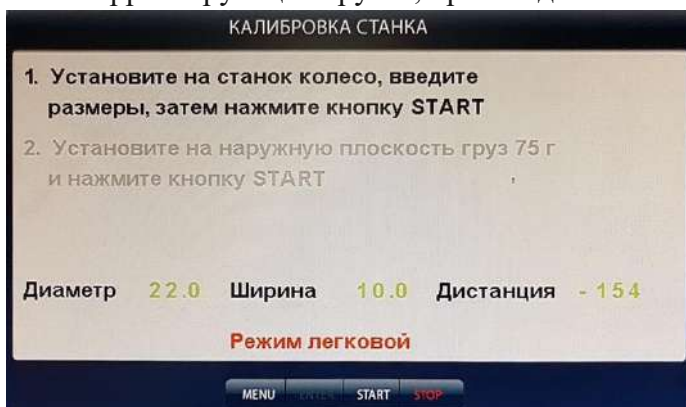 КАЛИБРОВКА СТАНКА
1. Установите на станок колесо, введите
размеры, затем нажмите кнопку START
2. Установите на наружную плоскость груз 75 г
и нажмите кнопку START
Диаметр 22.0 Ширина 10.0 Дистанция - 154
Режим легковой
MENU ENTER START STOP